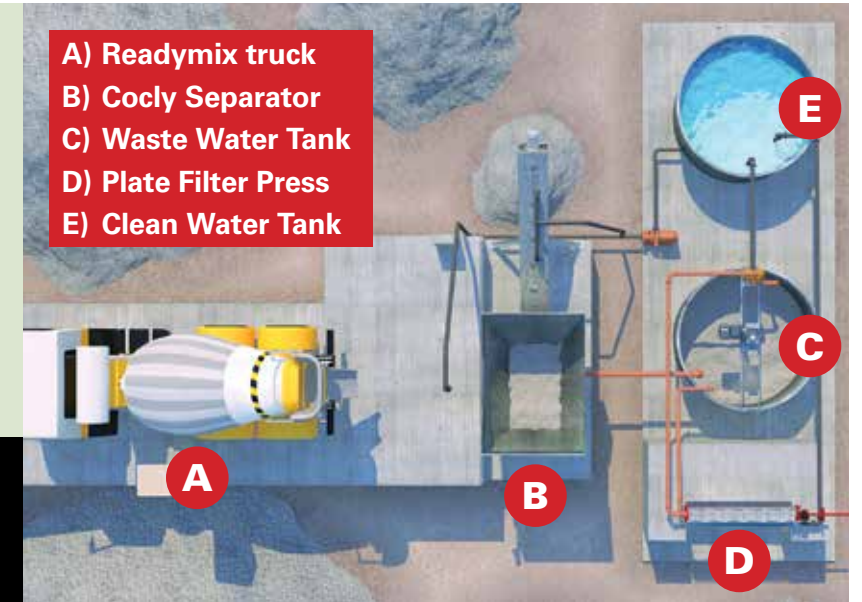 A) Readymix truck
B) Cocly Separator
C) Waste Water Tank
D) Plate Filter Press
E) Clean Water Tank
E
C
A
B
D